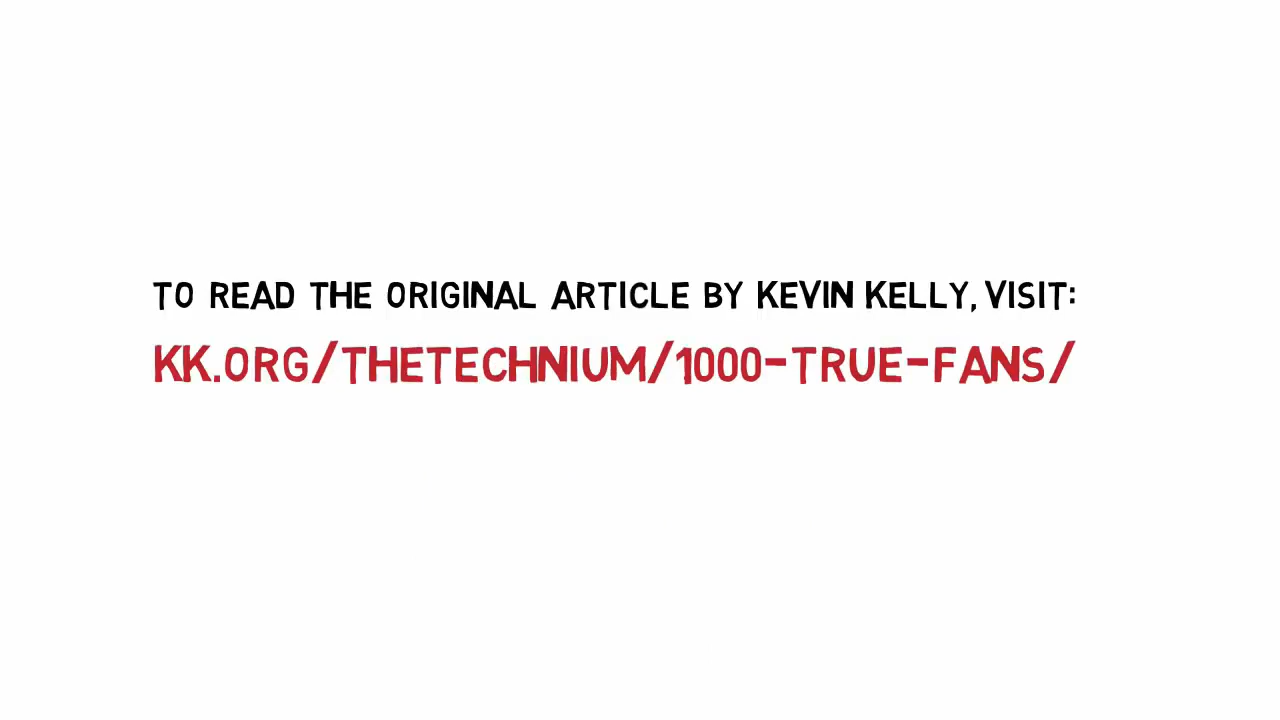 TO READ THE ORIGINAL ARTICLE BY KEVIN KELLY, VISIT:
KK.ORG/THETECHNIUM/1000-TRUE-FANS/